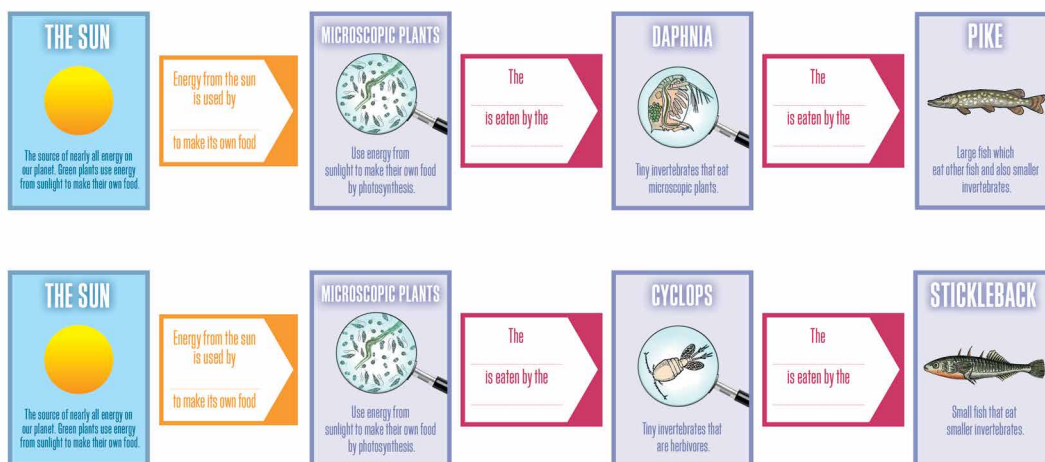 THE SUN
The source of nearly all energy on
our planet. Green plants use energy
from sunlight to make their own food.
Energy from the sun
is used by
to make its own food
MICROSCOPIC PLANTS
Use energy from
sunlight to make their own food
by photosynthesis.
The
is eaten by the
DAPHNIA
Tiny invertebrates that eat
microscopic plants.
The
is eaten by the
PIKE
Large fish which
eat other fish and also smaller
invertebrates.
THE SUN
The source of nearly all energy on
our planet. Green plants use energy
from sunlight to make their own food.
Energy from the sun
is used by
to make its own food
MICROSCOPIC PLANTS
Use energy from
sunlight to make their own food
by photosynthesis.
The
is eaten by the
CYCLOPS
Tiny invertebrates that
are herbivores.
The
is eaten by the
STICKLEBACK
Small fish that eat
smaller invertebrates.